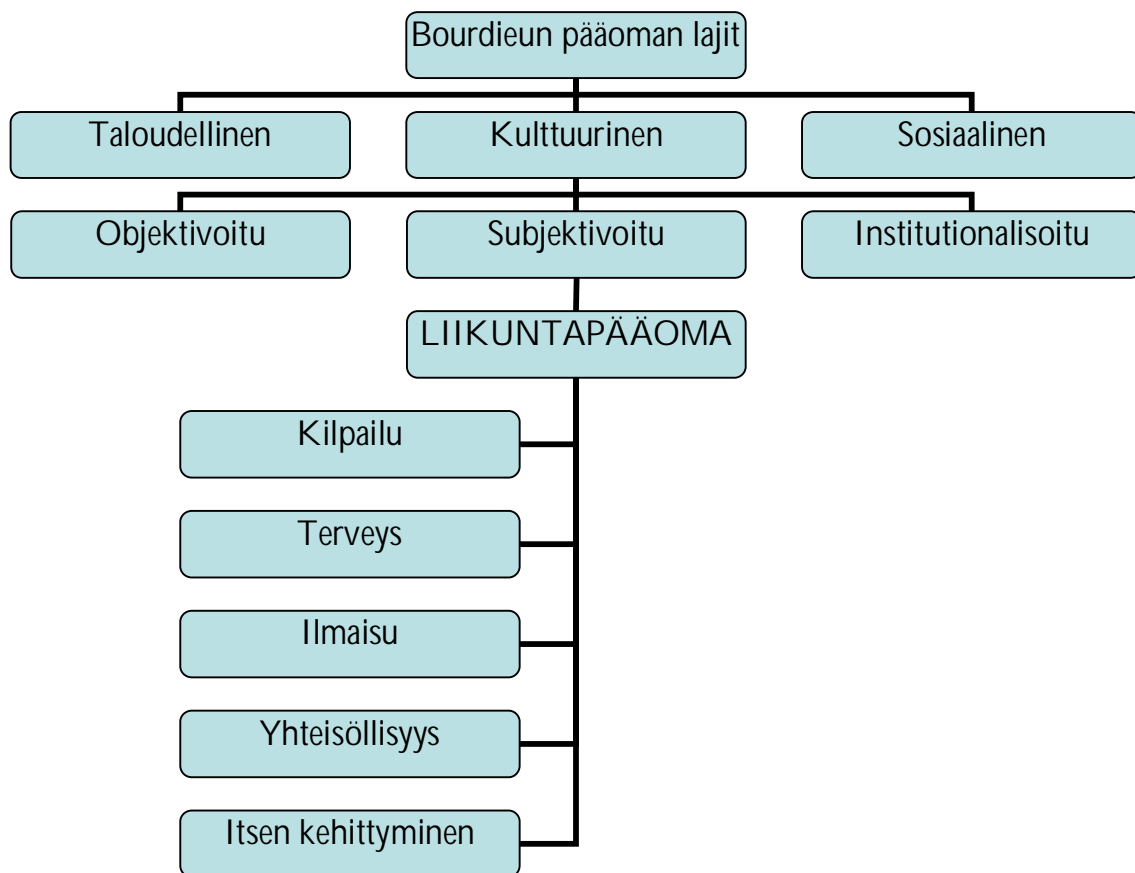 Bourdieun pääoman lajit
Taloudellinen
Kulttuurinen
Sosiaalinen
Objektivoitu
Subjektivoitu
Institutionalisoitu
LIIKUNTAPÄÄOMA
Kilpailu
Terveys
Ilmaisu
Yhteisöllisyys
Itsen kehittyminen